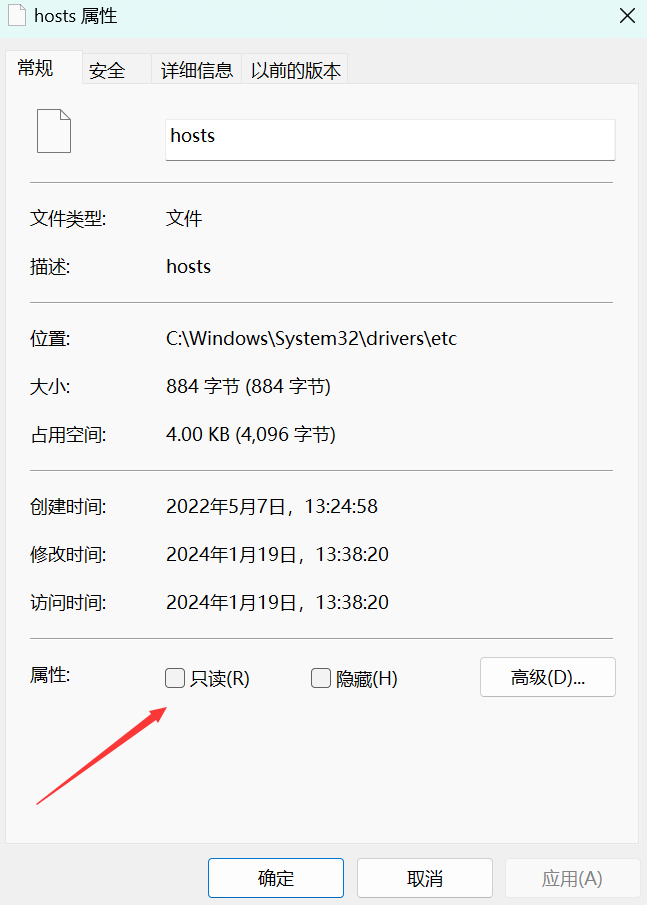 hosts 属性
常规 安全 详细信息 以前的版本
hosts
文件类型: 文件
描述: hosts
位置: C:\Windows\System32\drivers\etc
大小: 884 字节 (884 字节)
占用空间: 4.00 KB (4,096 字节)
创建时间: 2022年5月7日，13:24:58
修改时间: 2024年1月19日，13:38:20
访问时间: 2024年1月19日，13:38:20
属性: 只读(R) 隐藏(H) 高级(D)...
确定 取消 应用(A)